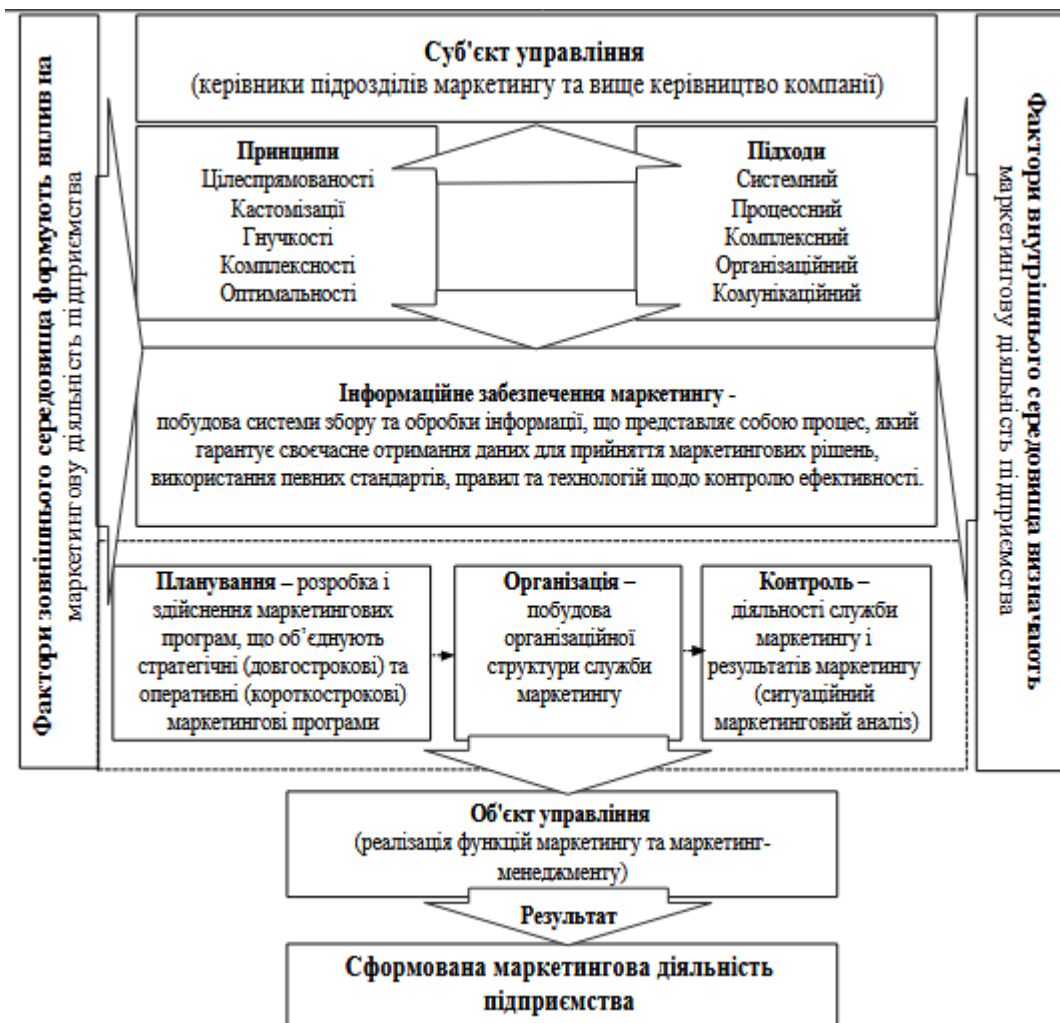 Фактори зовнішнього середовища формують вплив на
маркетингову діяльність підприємства
Суб'єкт управління
(керівники підрозділів маркетингу та вище керівництво компанії)
Принципи
Цілеспрямованості
Кастомізації
Гнучкості
Комплексності
Оптимальності
Підходи
Системний
Процессний
Комплексний
Організаційний
Комунікаційний
Інформаційне забезпечення маркетингу -
побудова системи збору та обробки інформації, що представляє собою процес, який
гарантує своєчасне отримання даних для прийняття маркетингових рішень,
використання певних стандартів, правил та технологій щодо контролю ефективності.
Планування – розробка і
здійснення маркетингових
програм, що об’єднують
стратегічні (довгострокові) та
оперативні (короткострокові)
маркетингові програми
Організація –
побудова
організаційної
структури служби
маркетингу
Контроль –
діяльності служби
маркетингу і
результатів маркетингу
(ситуаційний
маркетинговий аналіз)
Фактори внутрішнього середовища визначають
маркетингову діяльність підприємства
Об'єкт управління
(реалізація функцій маркетингу та маркетинг-
менеджменту)
Результат
Сформована маркетингова діяльність
підприємства